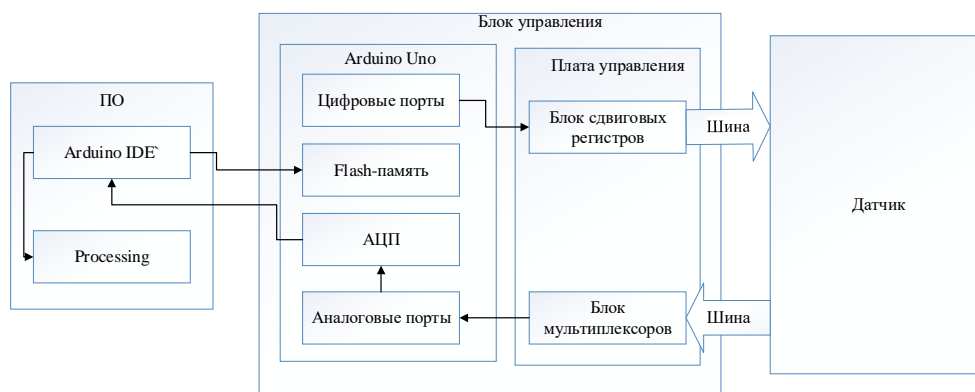 Блок управления
Arduino Uno
Плата управления
ПО
Цифровые порты
Блок сдвиговых
регистров
Шина
Arduino IDE`
Flash-память
Датчик
АЦП
Processing
Аналоговые порты
Блок
мультиплексоров
Шина